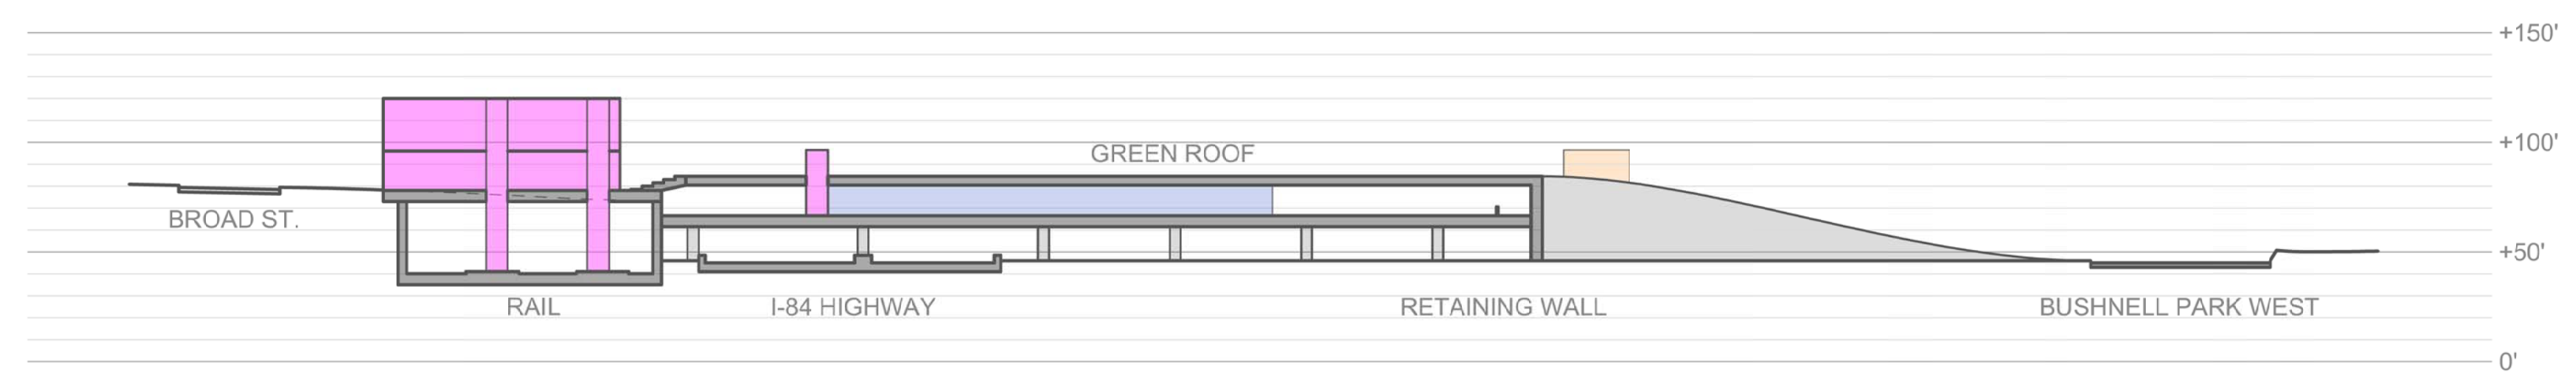 +150'
+100'
GREEN ROOF
BROAD ST.
+50'
RAIL
I-84 HIGHWAY
RETAINING WALL
BUSHNELL PARK WEST
0'